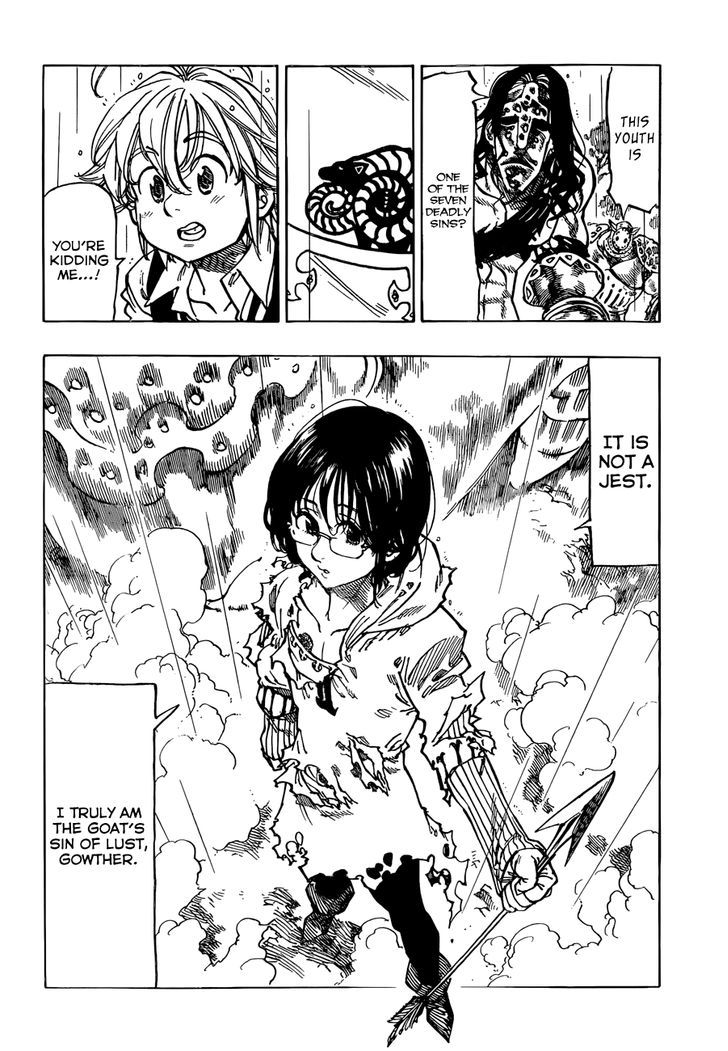 THIS
YOUTH
IS
ONE
OF THE
SEVEN
DEADLY
SINS?
YOU'RE
KIDDING
ME...!
IT IS
NOT A
JEST.
I TRULY AM
THE GOAT'S
SIN OF LUST,
GOWTHER.